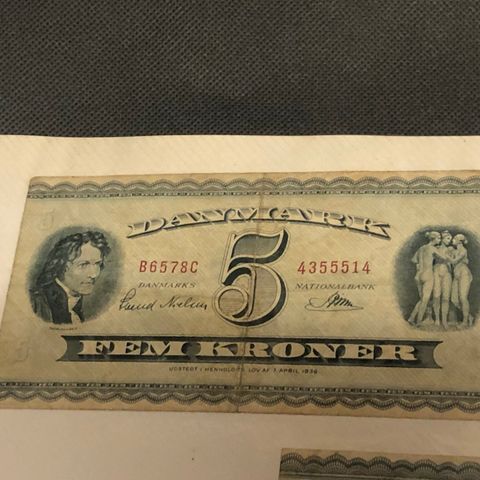 DANMARK
B6578C 5 4355514
DANMARKS NATIONALBANK
FEM KRONER
UDSTEDT I HENHOLD TIL LOV AF 7. APRIL 1936